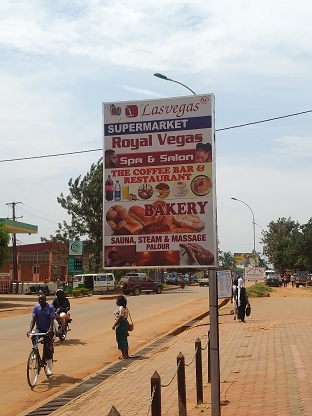 Lasvegas
SUPERMARKET
Royal Vegas
Spa & Salon
THE COFFEE BAR &
RESTAURANT
BAKERY
SAUNA, STEAM & MASSAGE
PALOUR